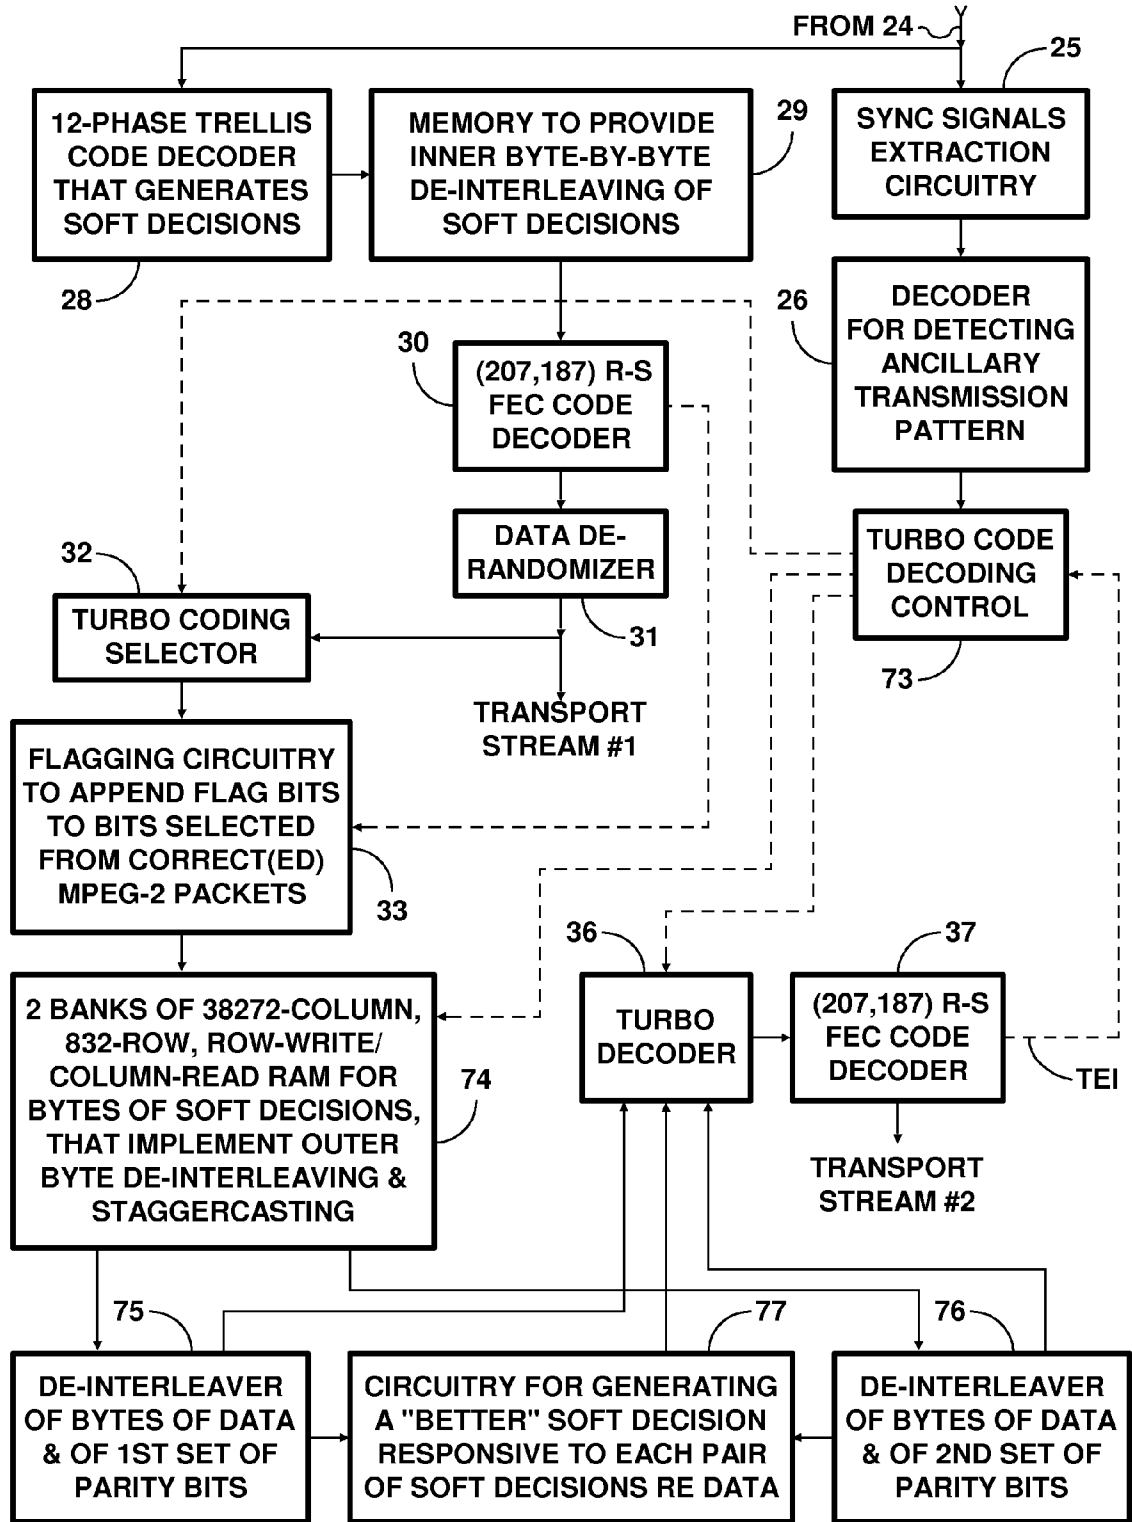 FROM 24
25
12-PHASE TRELLIS
CODE DECODER
THAT GENERATES
SOFT DECISIONS
28
MEMORY TO PROVIDE
INNER BYTE-BY-BYTE
DE-INTERLEAVING OF
SOFT DECISIONS
29
SYNC SIGNALS
EXTRACTION
CIRCUITRY
26
DECODER
FOR DETECTING
ANCILLARY
TRANSMISSION
PATTERN
30
(207,187) R-S
FEC CODE
DECODER
DATA DE-
RANDOMIZER
31
TURBO CODE
DECODING
CONTROL
73
32
TURBO CODING
SELECTOR
TRANSPORT
STREAM #1
FLAGGING CIRCUITRY
TO APPEND FLAG BITS
TO BITS SELECTED
FROM CORRECT(ED)
MPEG-2 PACKETS
33
2 BANKS OF 38272-COLUMN,
832-ROW, ROW-WRITE/
COLUMN-READ RAM FOR
BYTES OF SOFT DECISIONS,
THAT IMPLEMENT OUTER
BYTE DE-INTERLEAVING &
STAGGERCASTING
74
36
TURBO
DECODER
37
(207,187) R-S
FEC CODE
DECODER
TEI
TRANSPORT
STREAM #2
75
DE-INTERLEAVER
OF BYTES OF DATA
& OF 1ST SET OF
PARITY BITS
77
CIRCUITRY FOR GENERATING
A "BETTER" SOFT DECISION
RESPONSIVE TO EACH PAIR
OF SOFT DECISIONS RE DATA
76
DE-INTERLEAVER
OF BYTES OF DATA
& OF 2ND SET OF
PARITY BITS